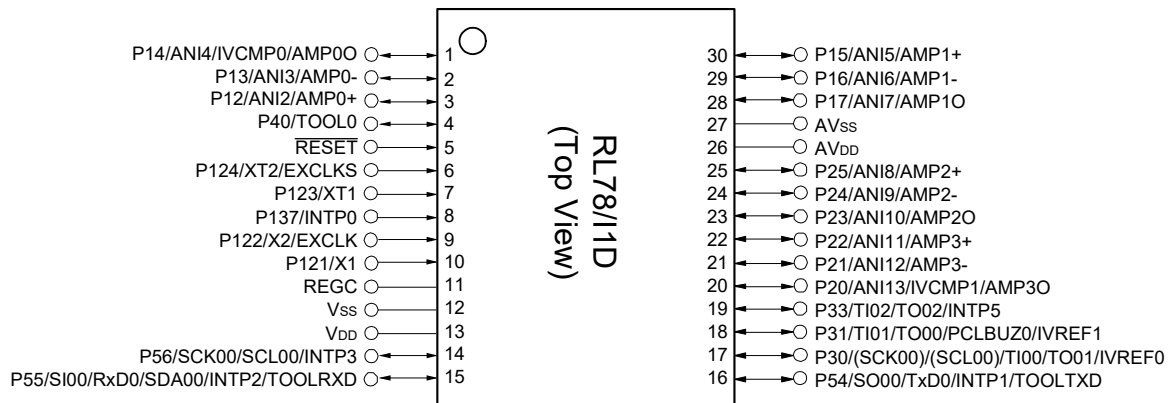 P14/ANI4/IVCMP0/AMP0O 1 30 P15/ANI5/AMP1+
P13/ANI3/AMP0- 2 29 P16/ANI6/AMP1-
P12/ANI2/AMP0+ 3 28 P17/ANI7/AMP1O
P40/TOOL0 4 27 AVSS
RESET 5 26 AVDD
P124/XT2/EXCLKS 6 25 P25/ANI8/AMP2+
P123/XT1 7 24 P24/ANI9/AMP2-
P137/INTP0 8 23 P23/ANI10/AMP2O
P122/X2/EXCLK 9 22 P22/ANI11/AMP3+
P121/X1 10 21 P21/ANI12/AMP3-
REGC 11 20 P20/ANI13/IVCMP1/AMP3O
VSS 12 19 P33/TI02/TO02/INTP5
VDD 13 18 P31/TI01/TO00/PCLBUZ0/IVREF1
P56/SCK00/SCL00/INTP3 14 17 P30/(SCK00)/(SCL00)/TI00/TO01/IVREF0
P55/SI00/RxD0/SDA00/INTP2/TOOLRXD 15 16 P54/SO00/TxD0/INTP1/TOOLTXD
RL78/I1D
(Top View)